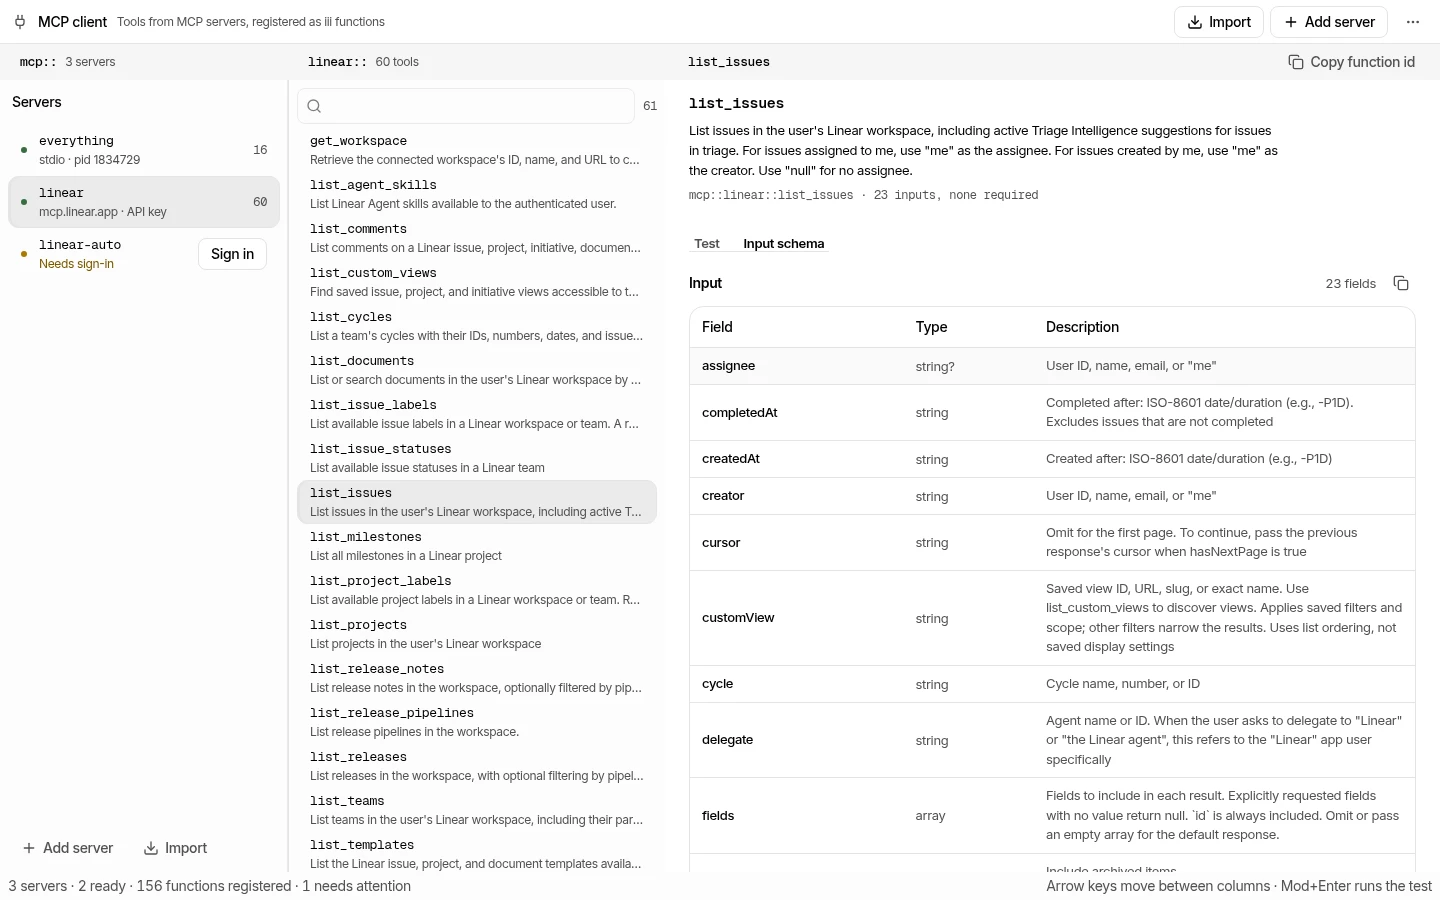 MCP client Tools from MCP servers, registered as iii functions
Import
Add server
mcp:: 3 servers
linear:: 60 tools
list_issues
Copy function id
Servers
everything
stdio · pid 1834729
16
linear
mcp.linear.app · API key
60
linear-auto
Needs sign-in
Sign in
Add server
Import
61
get_workspace
Retrieve the connected workspace's ID, name, and URL to c...
list_agent_skills
List Linear Agent skills available to the authenticated user.
list_comments
List comments on a Linear issue, project, initiative, documen...
list_custom_views
Find saved issue, project, and initiative views accessible to t...
list_cycles
List a team's cycles with their IDs, numbers, dates, and issue...
list_documents
List or search documents in the user's Linear workspace by ...
list_issue_labels
List available issue labels in a Linear workspace or team. A r...
list_issue_statuses
List available issue statuses in a Linear team
list_issues
List issues in the user's Linear workspace, including active T...
list_milestones
List all milestones in a Linear project
list_project_labels
List available project labels in a Linear workspace or team. R...
list_projects
List projects in the user's Linear workspace
list_release_notes
List release notes in the workspace, optionally filtered by pip...
list_release_pipelines
List release pipelines in the workspace.
list_releases
List releases in the workspace, with optional filtering by pipel...
list_teams
List teams in the user's Linear workspace, including their par...
list_templates
List the Linear issue, project, and document templates availa...
list_issues
List issues in the user's Linear workspace, including active Triage Intelligence suggestions for issues
in triage. For issues assigned to me, use "me" as the assignee. For issues created by me, use "me" as
the creator. Use "null" for no assignee.
mcp::linear::list_issues · 23 inputs, none required
Test
Input schema
Input
23 fields
Field Type Description
assignee string? User ID, name, email, or "me"
completedAt string Completed after: ISO-8601 date/duration (e.g., -P1D).
Excludes issues that are not completed
createdAt string Created after: ISO-8601 date/duration (e.g., -P1D)
creator string User ID, name, email, or "me"
cursor string Omit for the first page. To continue, pass the previous
response's cursor when hasNextPage is true
customView string Saved view ID, URL, slug, or exact name. Use
list_custom_views to discover views. Applies saved filters and
scope; other filters narrow the results. Uses list ordering, not
saved display settings
cycle string Cycle name, number, or ID
delegate string Agent name or ID. When the user asks to delegate to "Linear"
or "the Linear agent", this refers to the "Linear" app user
specifically
fields array Fields to include in each result. Explicitly requested fields
with no value return null. `id` is always included. Omit or pass
an empty array for the default response.
Include archived items
3 servers · 2 ready · 156 functions registered · 1 needs attention
Arrow keys move between columns · Mod+Enter runs the test